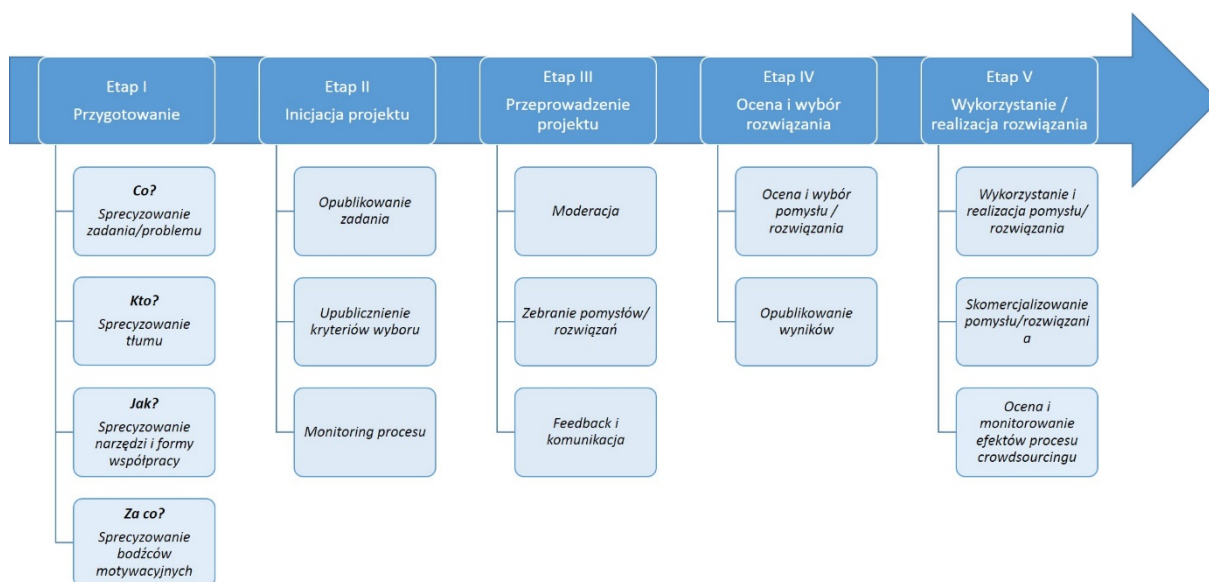 Etap I
Przygotowanie
Co?
Sprecyzowanie
zadania/problemu
Kto?
Sprecyzowanie
tłumu
Jak?
Sprecyzowanie
narzędzi i formy
współpracy
Za co?
Sprecyzowanie
bodźców
motywacyjnych
Etap II
Inicjacja projektu
Opublikowanie
zadania
Upublicznienie
kryteriów wyboru
Monitoring procesu
Etap III
Przeprowadzenie
projektu
Moderacja
Zebranie pomysłów/
rozwiązań
Feedback i
komunikacja
Etap IV
Ocena i wybór
rozwiązania
Ocena i wybór
pomysłu /
rozwiązania
Opublikowanie
wyników
Etap V
Wykorzystanie /
realizacja rozwiązania
Wykorzystanie i
realizacja pomysłu/
rozwiązania
Skomercjalizowanie
pomysłu/rozwiązani
a
Ocena i
monitorowanie
efektów procesu
crowdsourcingu